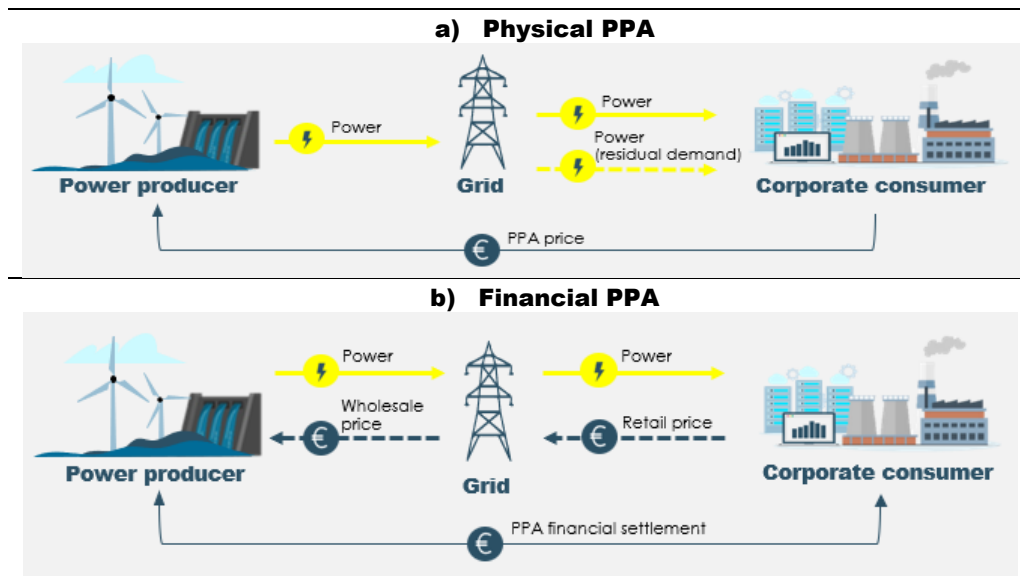 a) Physical PPA
Power
Power
Power
(residual demand)
Power producer
Grid
Corporate consumer
€ PPA price
b) Financial PPA
Power
Power
Wholesale
price
€
€
Retail price
Power producer
Grid
Corporate consumer
PPA financial settlement
€